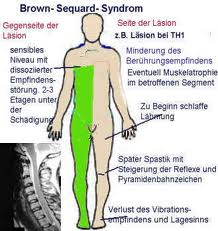 Brown- Sequard- Syndrom
Gegenseite der
Läsion
sensibles
Niveau mit
dissoziierter
Empfindens-
störung. 2-3
Etagen unter
der
Schädigung
Seite der Läsion
z.B. Läsion bei TH1
Minderung des
Berührungsempfindens
Eventuell Muskelatrophie
im betroffenen Segment
Zu Beginn schlaffe
Lähmung
Später Spastik mit
Steigerung der Reflexe und
Pyramidenbahnzeichen
Verlust des Vibrations-
empfindens und Lagesinns